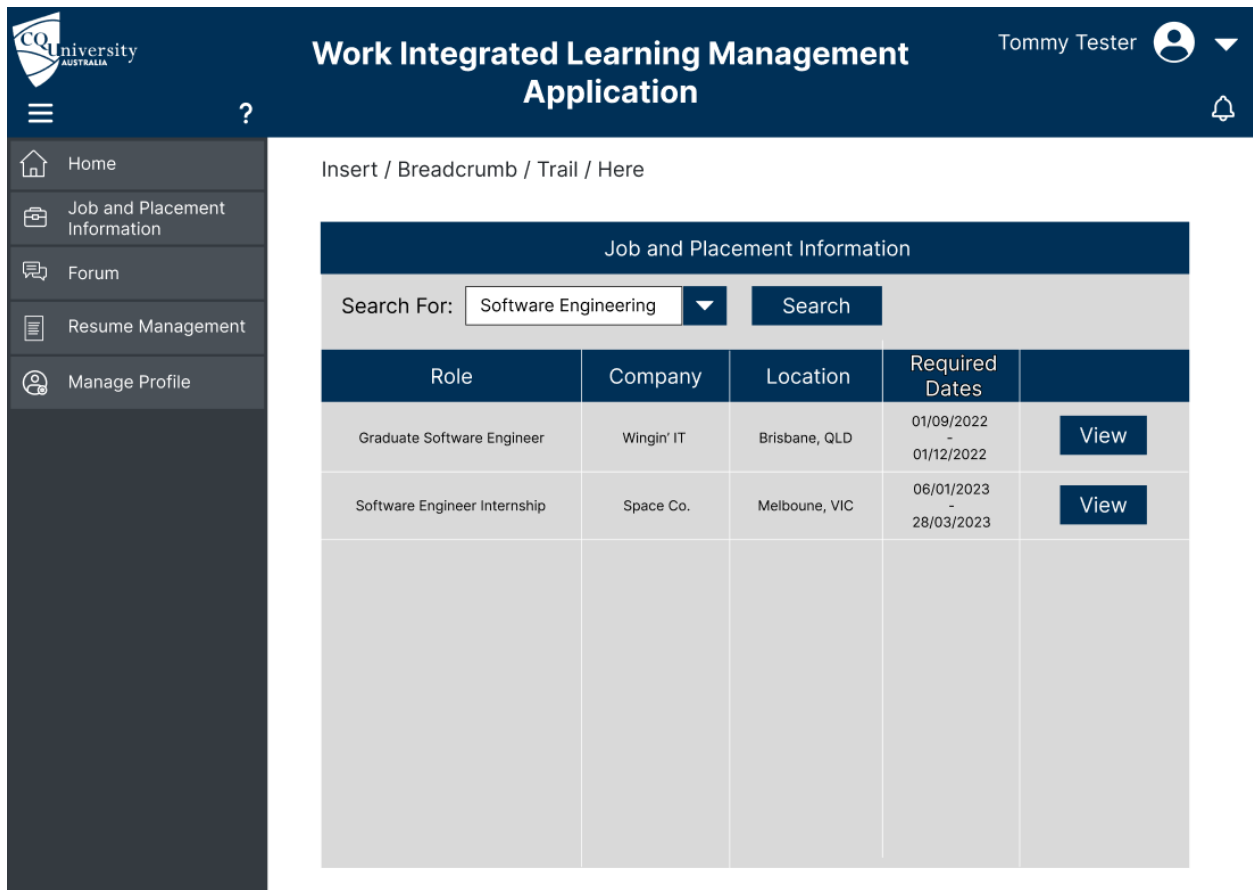 CQUniversity
AUSTRALIA
Work Integrated Learning Management
Application
Tommy Tester
?
Home
Job and Placement
Information
Forum
Resume Management
Manage Profile
Insert / Breadcrumb / Trail / Here
Job and Placement Information
Search For: Software Engineering Search
Role Company Location Required
Dates
Graduate Software Engineer Wingin' IT Brisbane, QLD 01/09/2022
-
01/12/2022 View
Software Engineer Internship Space Co. Melboune, VIC 06/01/2023
-
28/03/2023 View